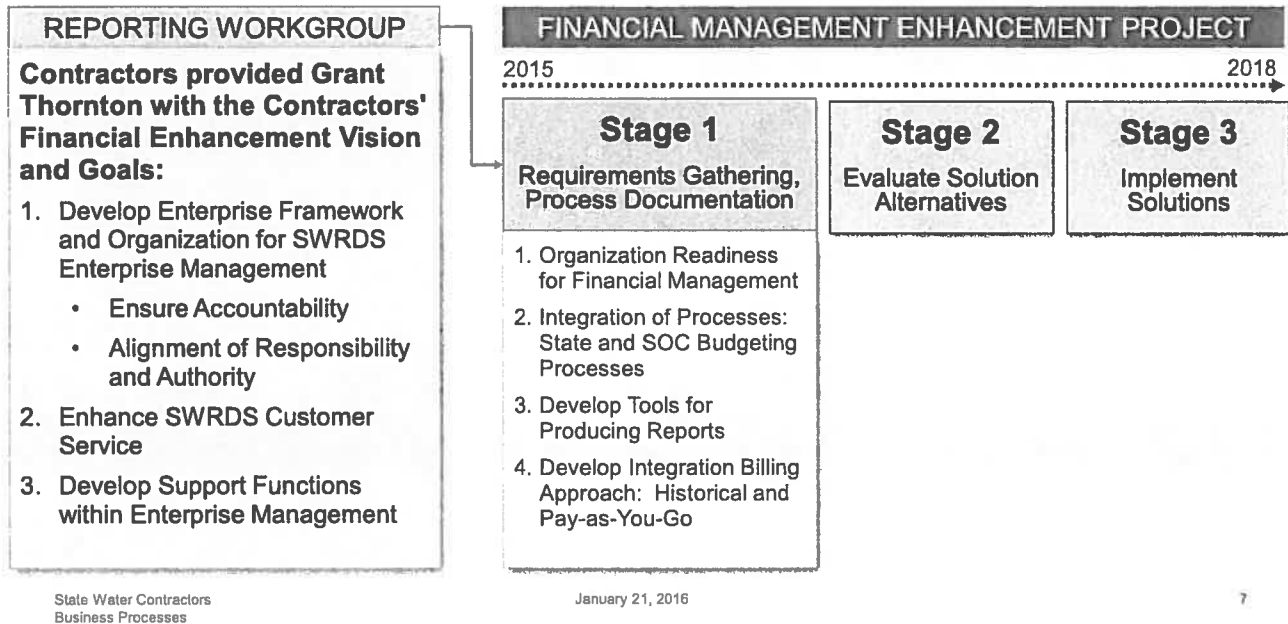 REPORTING WORKGROUP
Contractors provided Grant
Thornton with the Contractors'
Financial Enhancement Vision
and Goals:
1. Develop Enterprise Framework
and Organization for SWRDS
Enterprise Management
• Ensure Accountability
• Alignment of Responsibility
and Authority
2. Enhance SWRDS Customer
Service
3. Develop Support Functions
within Enterprise Management
FINANCIAL MANAGEMENT ENHANCEMENT PROJECT
2015 2018
Stage 1
Requirements Gathering,
Process Documentation
1. Organization Readiness
for Financial Management
2. Integration of Processes:
State and SOC Budgeting
Processes
3. Develop Tools for
Producing Reports
4. Develop Integration Billing
Approach: Historical and
Pay-as-You-Go
Stage 2
Evaluate Solution
Alternatives
Stage 3
Implement
Solutions
State Water Contractors
Business Processes
January 21, 2016
7